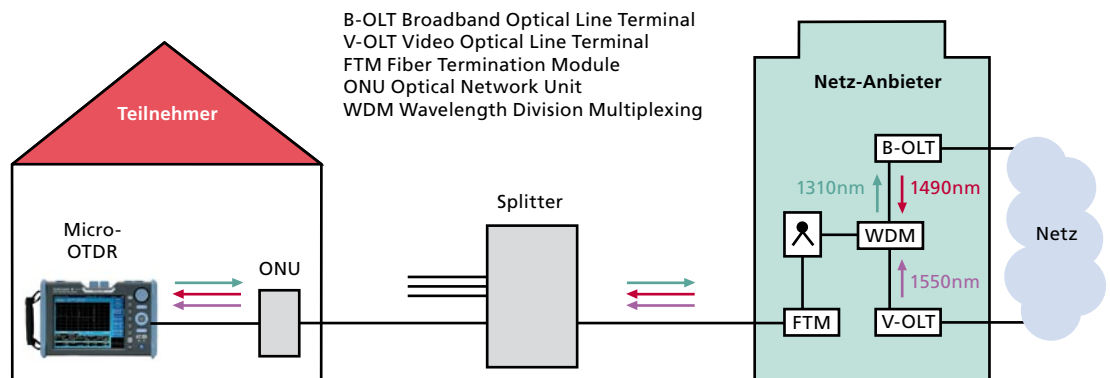 B-OLT Broadband Optical Line Terminal
V-OLT Video Optical Line Terminal
FTM Fiber Termination Module
ONU Optical Network Unit
WDM Wavelength Division Multiplexing
Teilnehmer
Netz-Anbieter
B-OLT
1310nm
1490nm
Splitter
Micro-
OTDR
ONU
WDM
Netz
1550nm
FTM
V-OLT